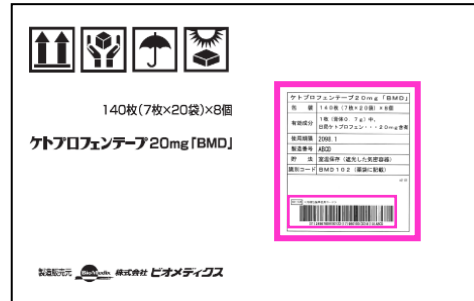 140枚(7枚×20袋)×8個
ケトプロフェンテープ20mg「BMD」
製造販売元 BioMedix 株式会社 ビオメディクス
ケトプロフェンテープ20mg「BMD」
包 装 140枚(7枚×20袋)×8個
有効成分 1枚(膏体0.7g)中、
日局ケトプロフェン・・・20mg含有
使用期限 2098.1
製造番号 ABCD
貯 法 室温保存(遮光した気密容器)
識別コード BMD102(薬袋に記載)